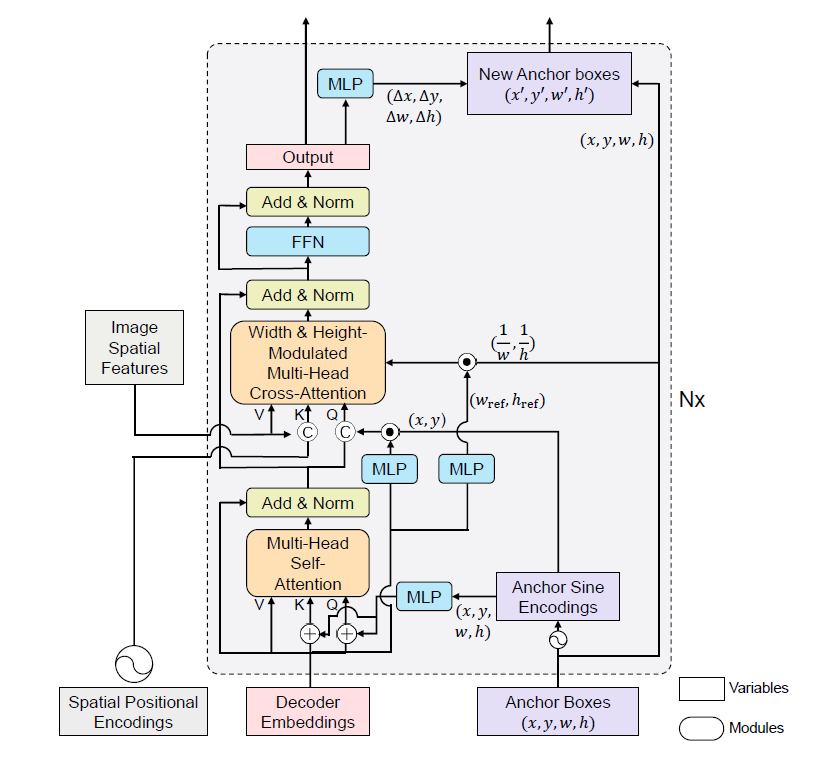 MLP
New Anchor boxes
(x′, y′, w′, h′)
(Δx, Δy,
Δw, Δh)
(x, y, w, h)
Output
Add & Norm
FFN
Add & Norm
Image
Spatial
Features
Width & Height-
Modulated
Multi-Head
Cross-Attention
(1/w, 1/h)
(w_ref, h_ref)
Nx
V K Q
(x, y)
C C
MLP
MLP
Add & Norm
Multi-Head
Self-
Attention
V K Q
MLP
(x, y,
w, h)
Anchor Sine
Encodings
Spatial Positional
Encodings
Decoder
Embeddings
Anchor Boxes
(x, y, w, h)
Variables
Modules